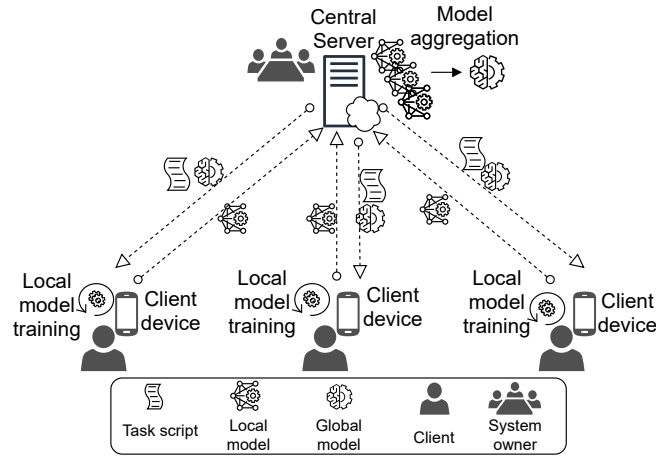 Central
Server
Model
aggregation
Local
model
training
Client
device
Local
model
training
Client
device
Local
model
training
Client
device
Task script
Local
model
Global
model
Client
System
owner